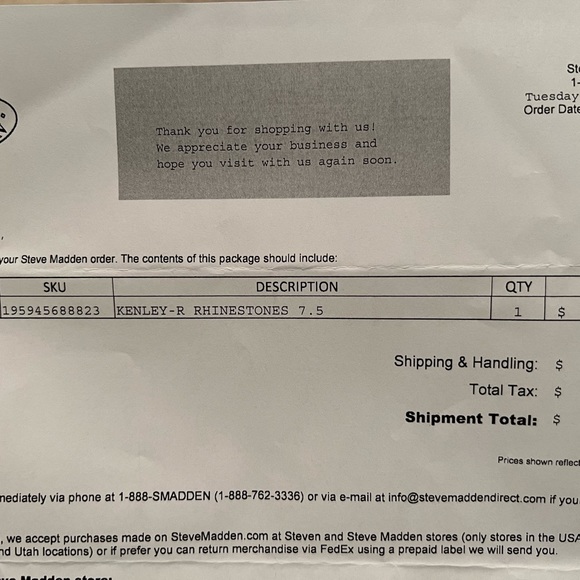 Thank you for shopping with us!
We appreciate your business and
hope you visit with us again soon.
1-
Tuesday
Order Date
your Steve Madden order. The contents of this package should include:
SKU DESCRIPTION QTY
195945688823 KENLEY-R RHINESTONES 7.5 1 $
Shipping & Handling: $
Total Tax: $
Shipment Total: $
Prices shown reflect
mediately via phone at 1-888-SMADDEN (1-888-762-3336) or via e-mail at info@stevemaddendirect.com if you
, we accept purchases made on SteveMadden.com at Steven and Steve Madden stores (only stores in the USA
nd Utah locations) or if prefer you can return merchandise via FedEx using a prepaid label we will send you.
Madden store: